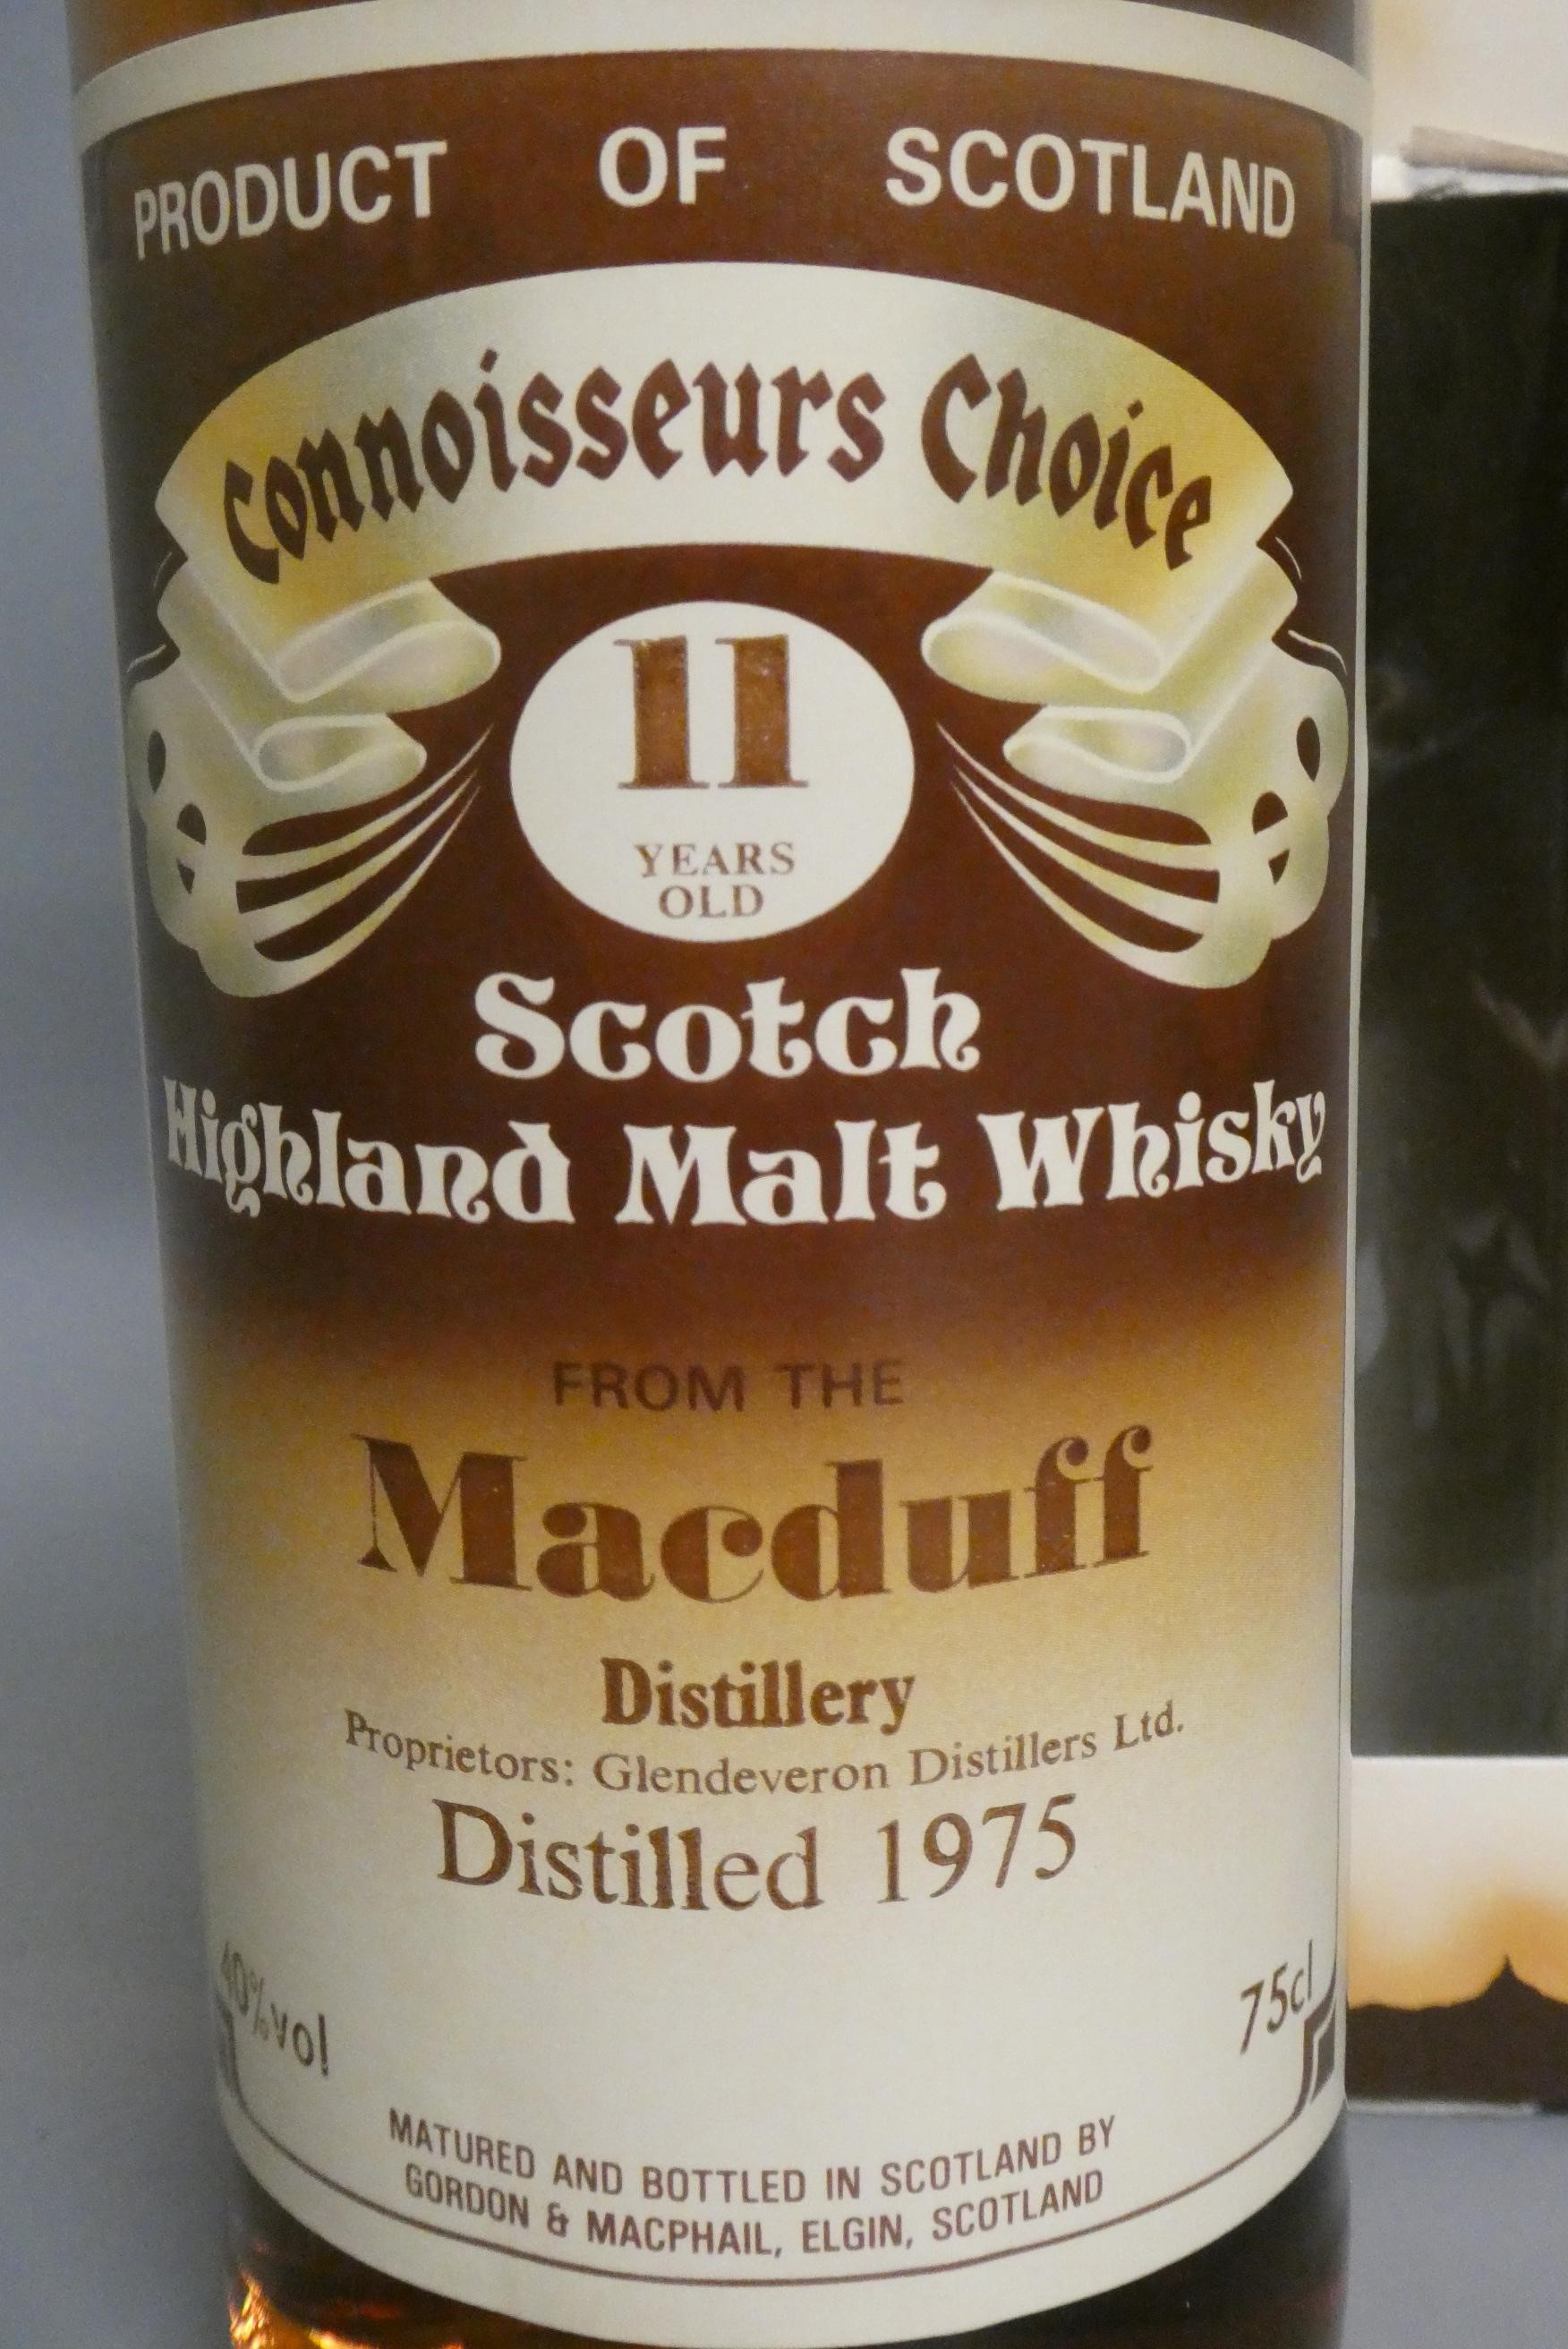 PRODUCT OF SCOTLAND
Connoisseurs Choice
11
YEARS
OLD
Scotch
Highland Malt Whisky
FROM THE
Macduff
Distillery
Proprietors: Glendeveron Distillers Ltd.
Distilled 1975
40%vol 75cl
MATURED AND BOTTLED IN SCOTLAND BY
GORDON & MACPHAIL, ELGIN, SCOTLAND